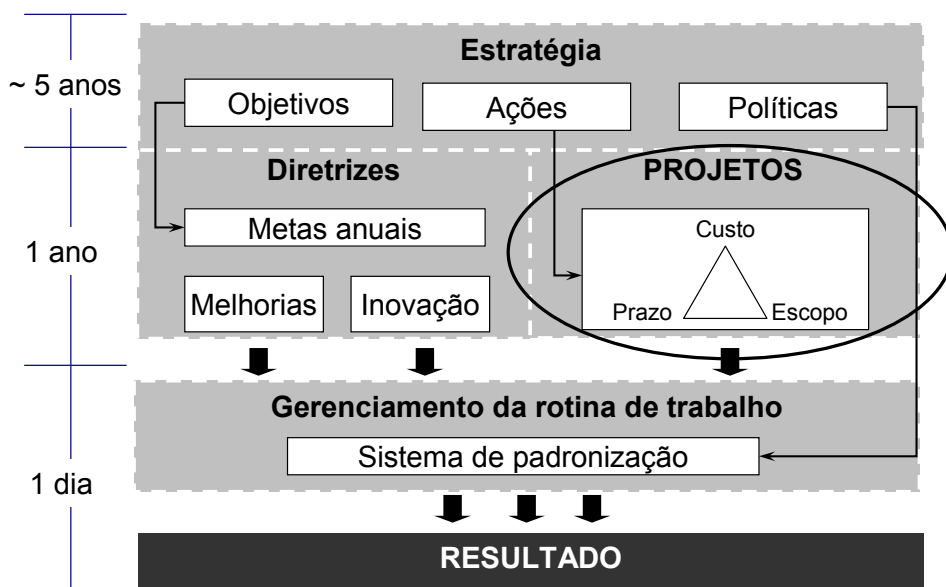 Estratégia
~ 5 anos
Objetivos
Ações
Políticas
Diretrizes
PROJETOS
1 ano
Metas anuais
Custo
Melhorias
Inovação
Prazo
Escopo
Gerenciamento da rotina de trabalho
Sistema de padronização
1 dia
RESULTADO